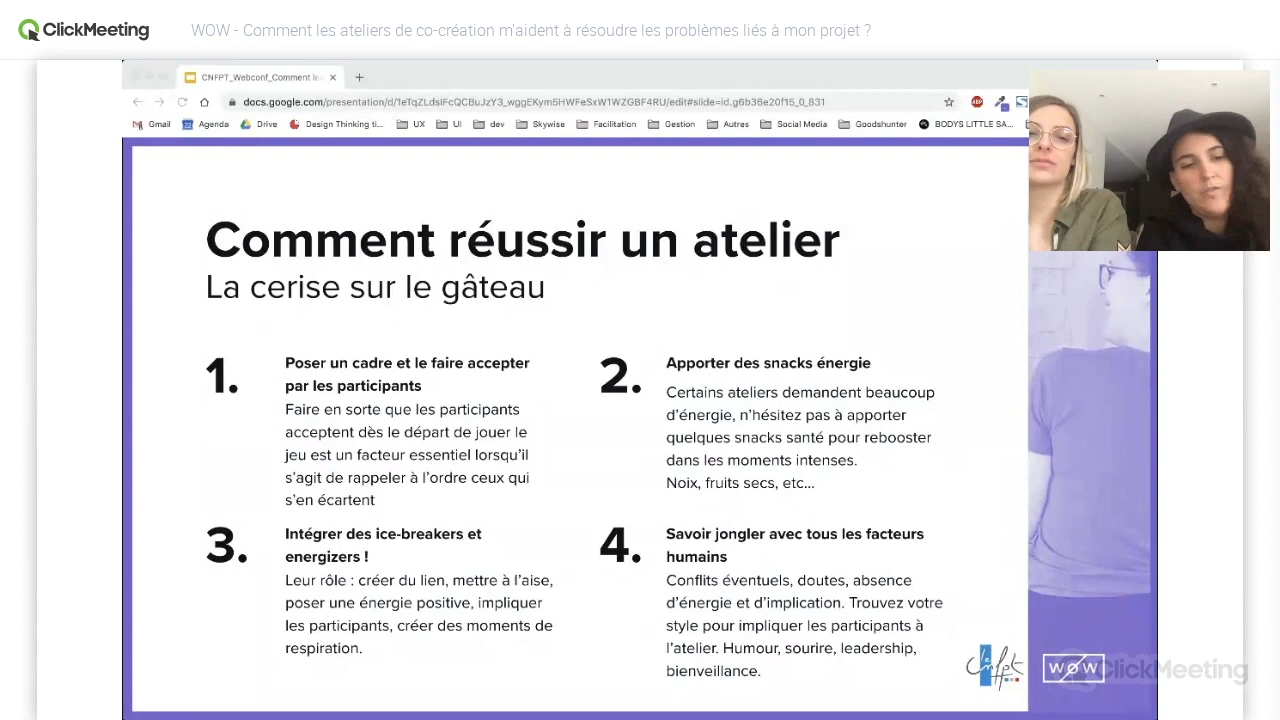 ClickMeeting
WOW - Comment les ateliers de co-création m'aident à résoudre les problèmes liés à mon projet ?
CNFPT_Webconf_Comment les
docs.google.com/presentation/d/1eTqZLdsIFcQCBuJzY3_wggEKym5HWFeSxW1WZGBF4RU/edit#slide=id.g6b36e20f15_0_831
Gmail Agenda Drive Design Thinking ti... UX UI dev Skywise Facilitation Gestion Autres Social Media Goodshunter BODYS LITTLE SA...
Comment réussir un atelier
La cerise sur le gâteau
1.
Poser un cadre et le faire accepter
par les participants
Faire en sorte que les participants
acceptent dès le départ de jouer le
jeu est un facteur essentiel lorsqu'il
s'agit de rappeler à l'ordre ceux qui
s'en écartent
2.
Apporter des snacks énergie
Certains ateliers demandent beaucoup
d'énergie, n'hésitez pas à apporter
quelques snacks santé pour rebooster
dans les moments intenses.
Noix, fruits secs, etc...
3.
Intégrer des ice-breakers et
energizers !
Leur rôle : créer du lien, mettre à l'aise,
poser une énergie positive, impliquer
les participants, créer des moments de
respiration.
4.
Savoir jongler avec tous les facteurs
humains
Conflits éventuels, doutes, absence
d'énergie et d'implication. Trouvez votre
style pour impliquer les participants à
l'atelier. Humour, sourire, leadership,
bienveillance.
cnfpt
WOW
ClickMeeting